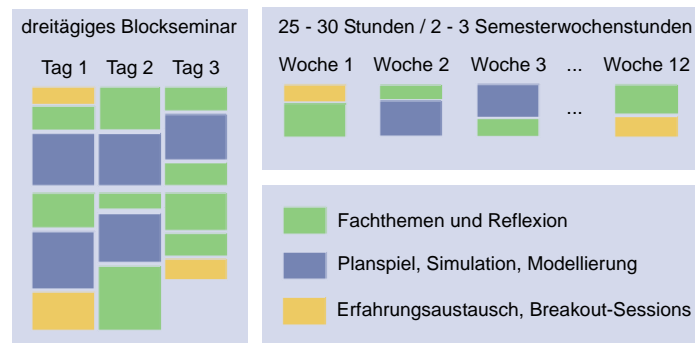 dreitägiges Blockseminar
Tag 1 Tag 2 Tag 3
25 - 30 Stunden / 2 - 3 Semesterwochenstunden
Woche 1 Woche 2 Woche 3 ... Woche 12
...
Fachthemen und Reflexion
Planspiel, Simulation, Modellierung
Erfahrungsaustausch, Breakout-Sessions